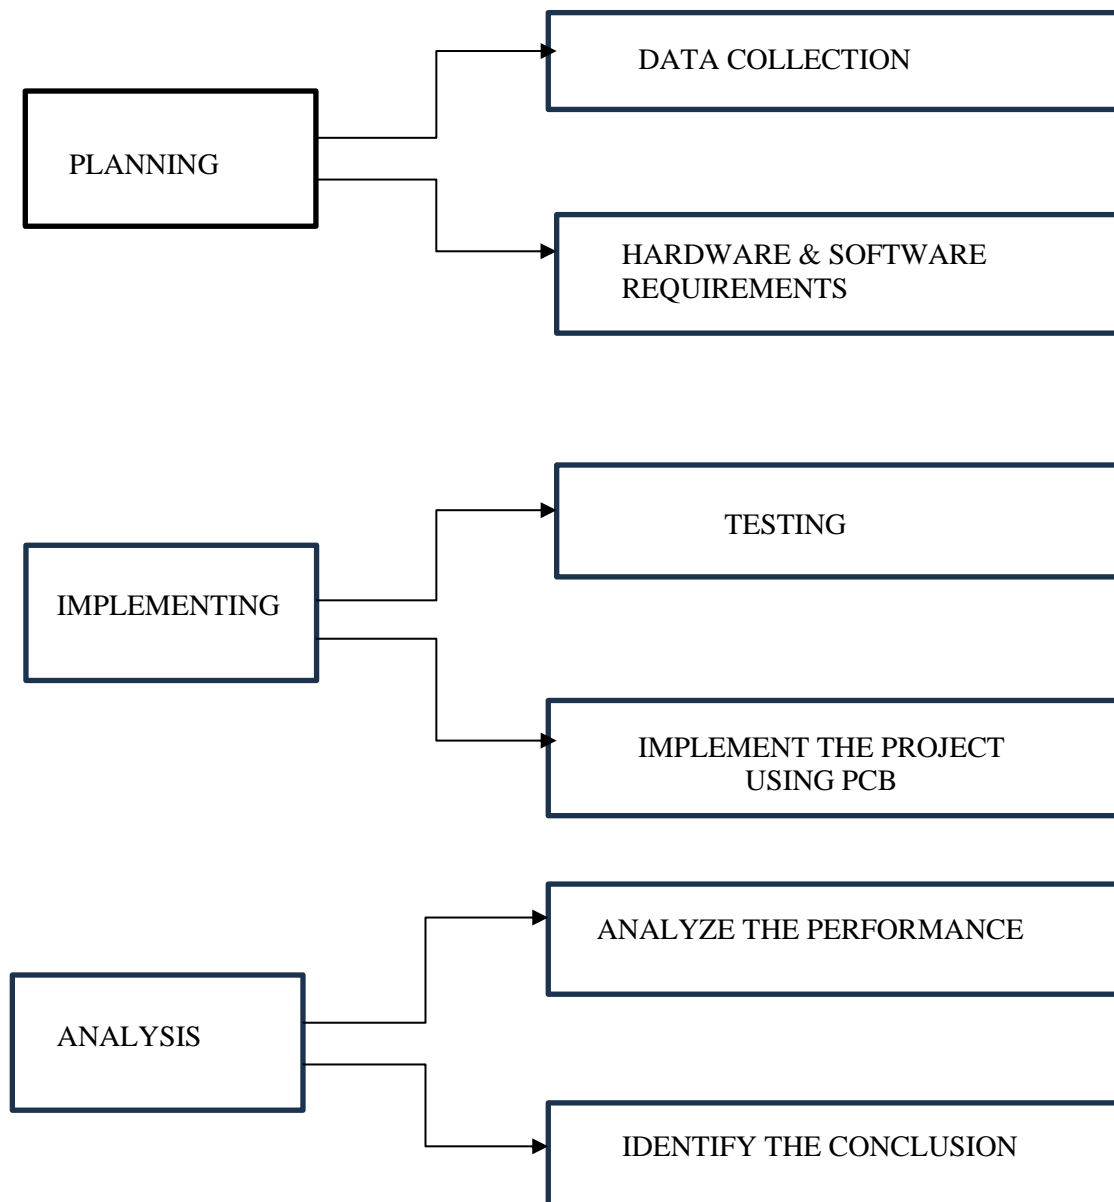 DATA COLLECTION
PLANNING
HARDWARE & SOFTWARE
REQUIREMENTS
TESTING
IMPLEMENTING
IMPLEMENT THE PROJECT
USING PCB
ANALYZE THE PERFORMANCE
ANALYSIS
IDENTIFY THE CONCLUSION